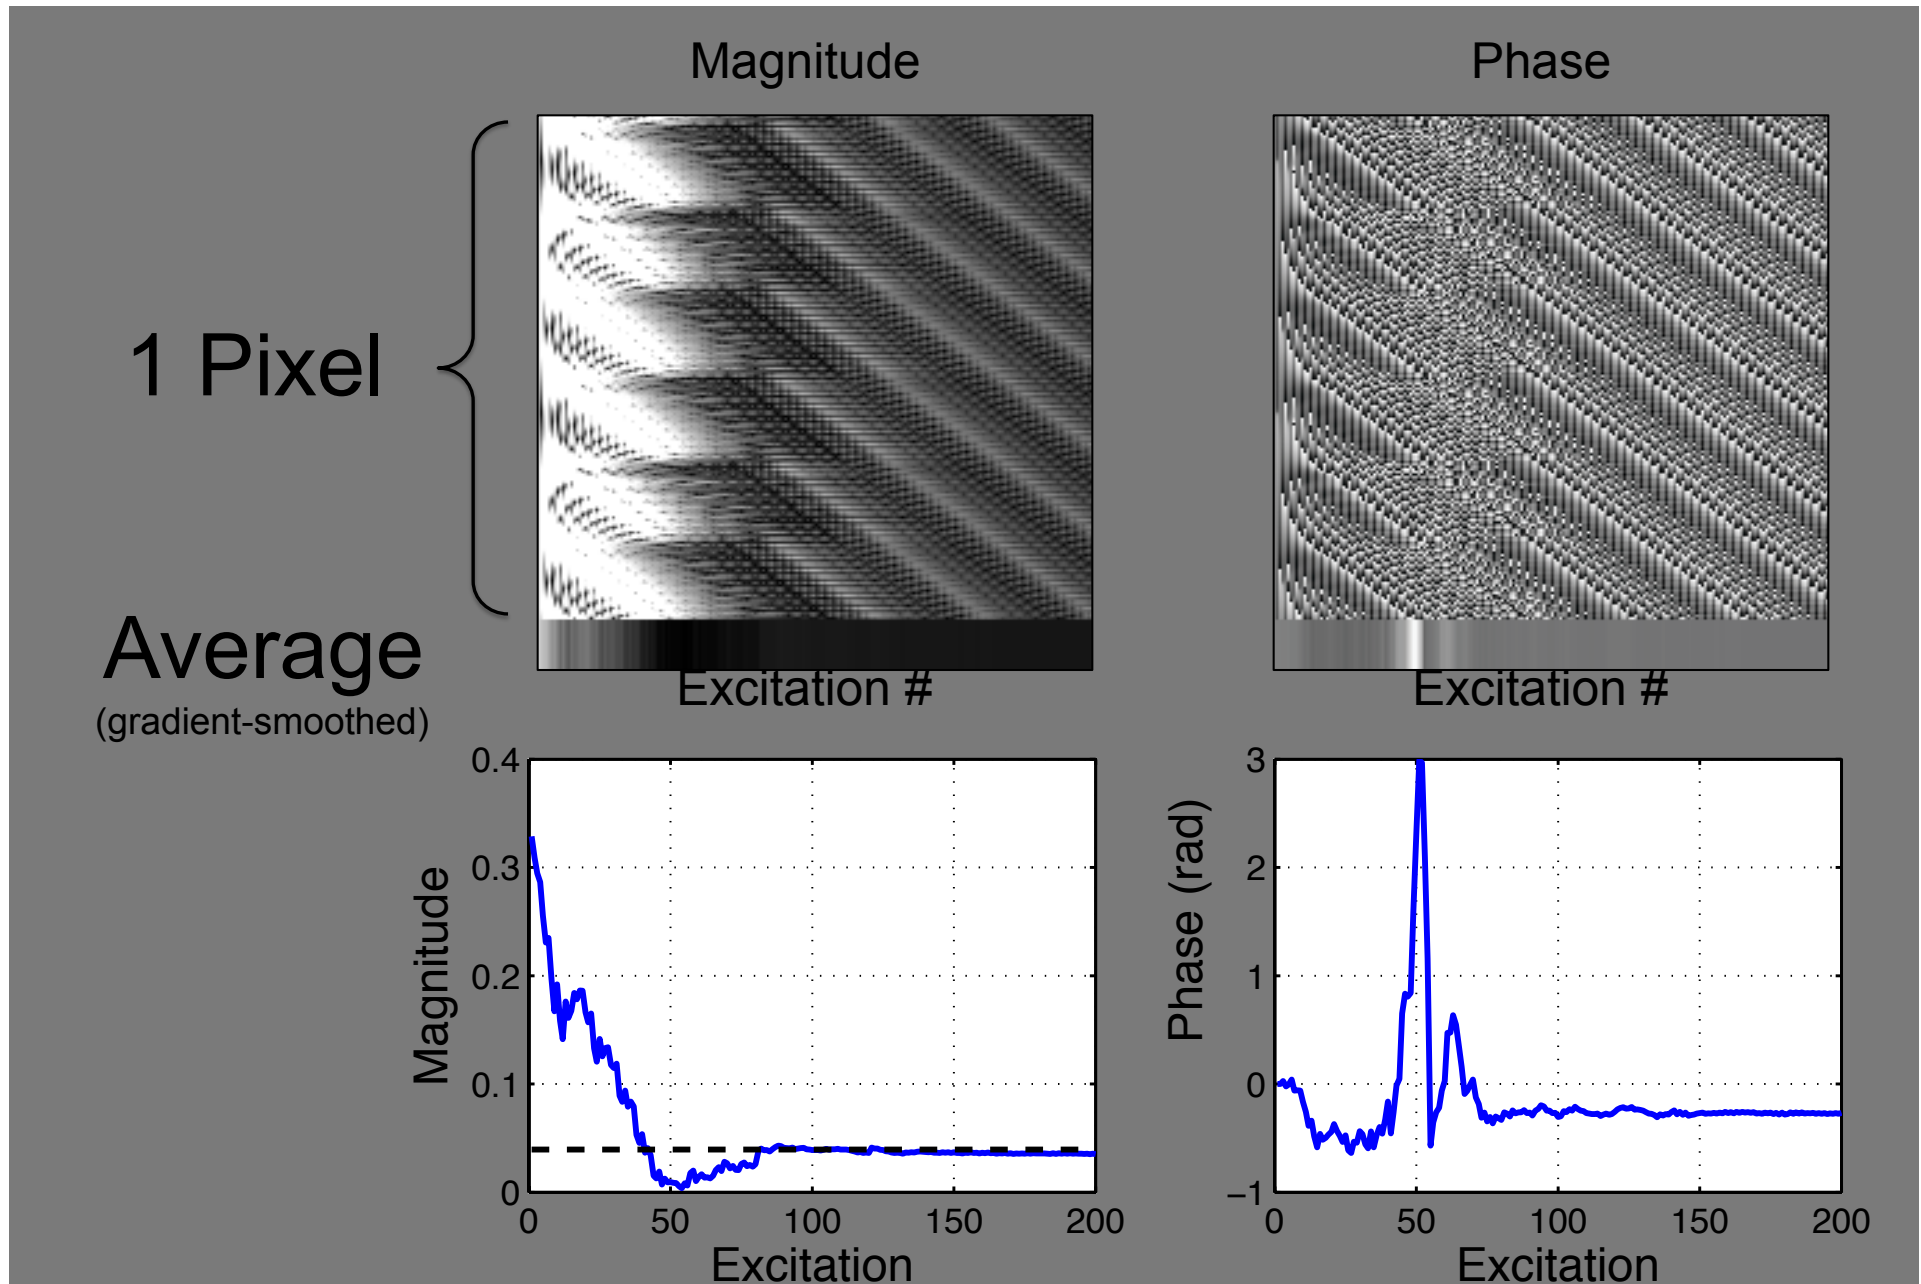 Magnitude
Phase
1 Pixel
Average
(gradient-smoothed)
Excitation #
Excitation #
0.4
0.3
0.2
0.1
0
Magnitude
0 50 100 150 200
Excitation
3
2
1
0
−1
Phase (rad)
0 50 100 150 200
Excitation